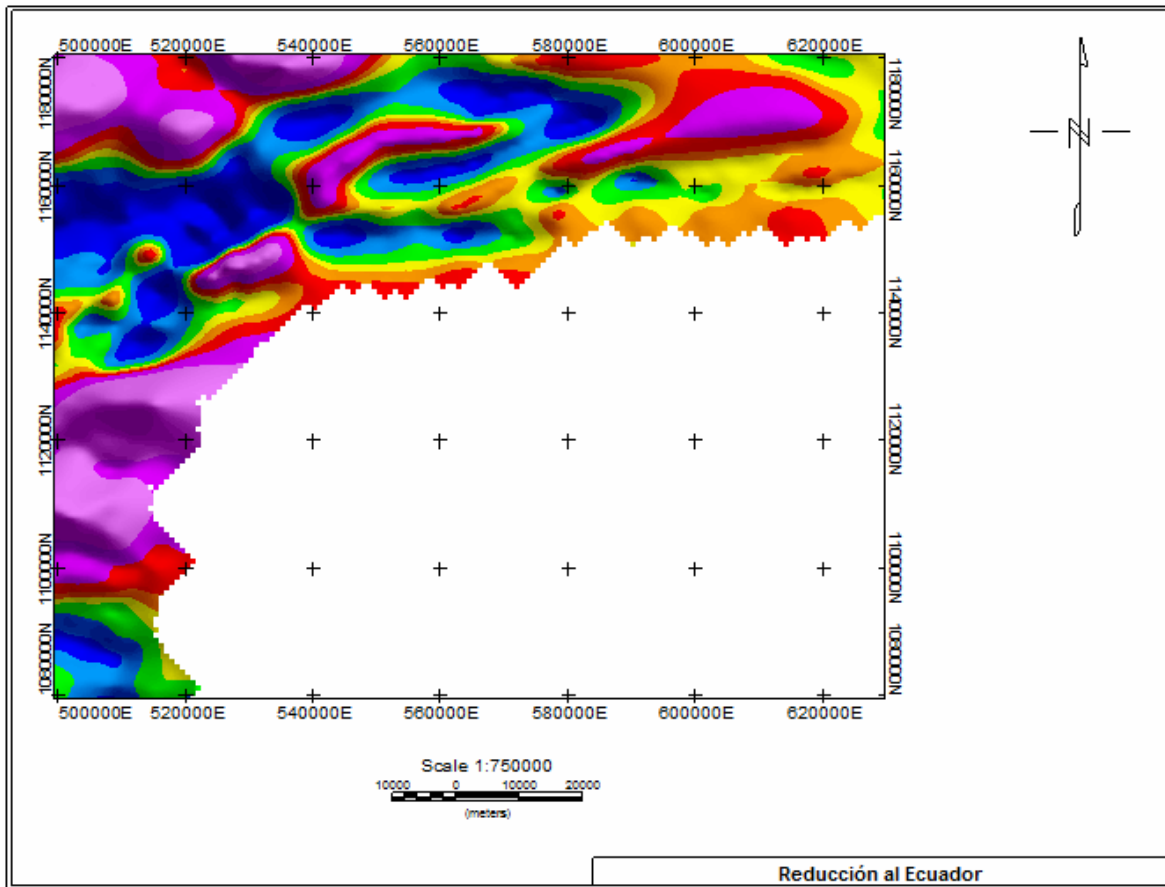 500000E 520000E 540000E 560000E 580000E 600000E 620000E
1180000N
1160000N
1140000N
1120000N
1100000N
1080000N
1180000N
1160000N
1140000N
1120000N
1100000N
1080000N
N
500000E 520000E 540000E 560000E 580000E 600000E 620000E
Scale 1:750000
10000 0 10000 20000
(meters)
Reducción al Ecuador